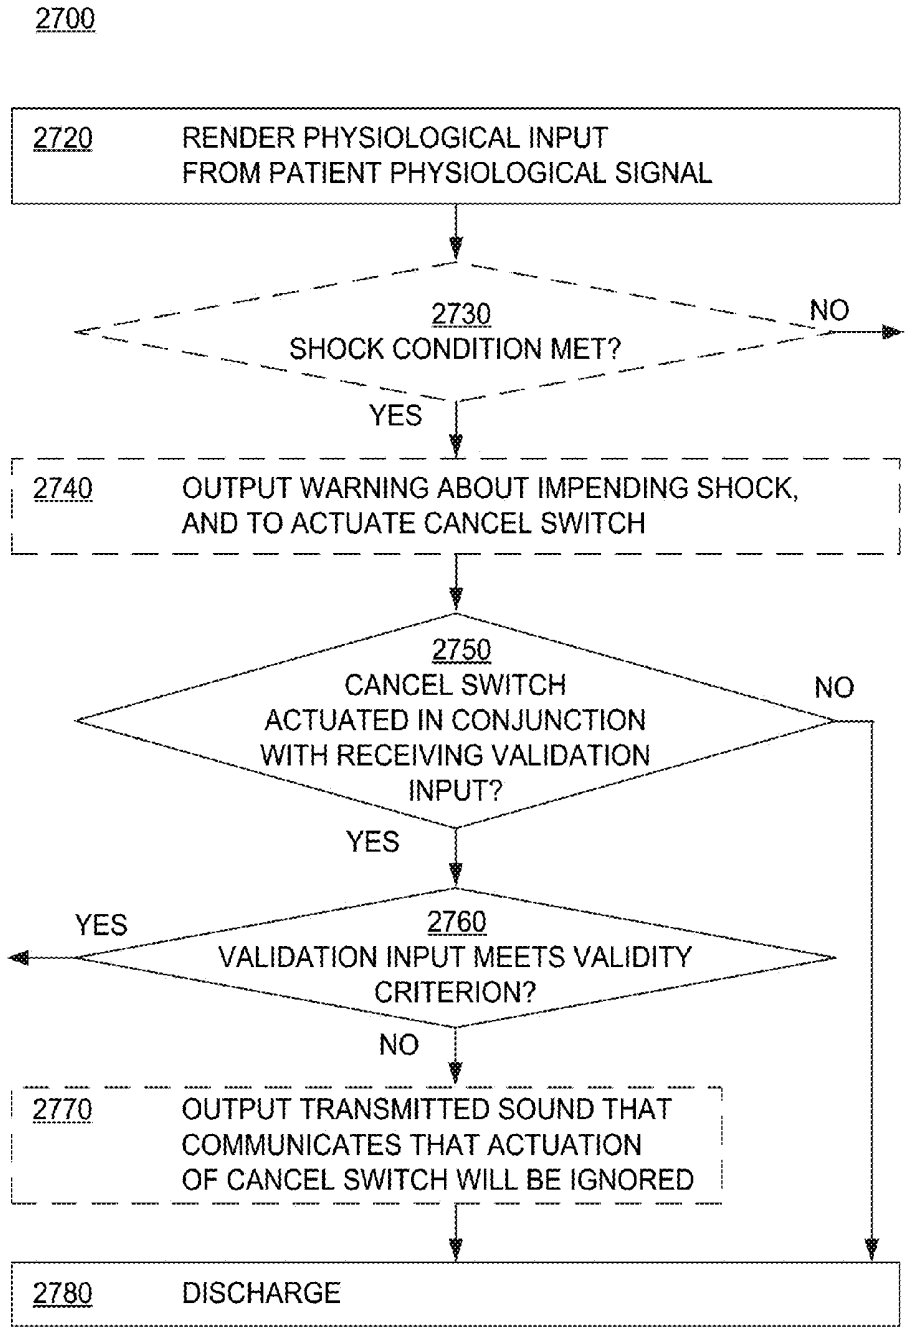 2700
2720 RENDER PHYSIOLOGICAL INPUT
FROM PATIENT PHYSIOLOGICAL SIGNAL
2730
SHOCK CONDITION MET?
NO
YES
2740 OUTPUT WARNING ABOUT IMPENDING SHOCK,
AND TO ACTUATE CANCEL SWITCH
2750
CANCEL SWITCH
ACTUATED IN CONJUNCTION
WITH RECEIVING VALIDATION
INPUT?
NO
YES
2760
VALIDATION INPUT MEETS VALIDITY
CRITERION?
YES
NO
2770 OUTPUT TRANSMITTED SOUND THAT
COMMUNICATES THAT ACTUATION
OF CANCEL SWITCH WILL BE IGNORED
2780 DISCHARGE